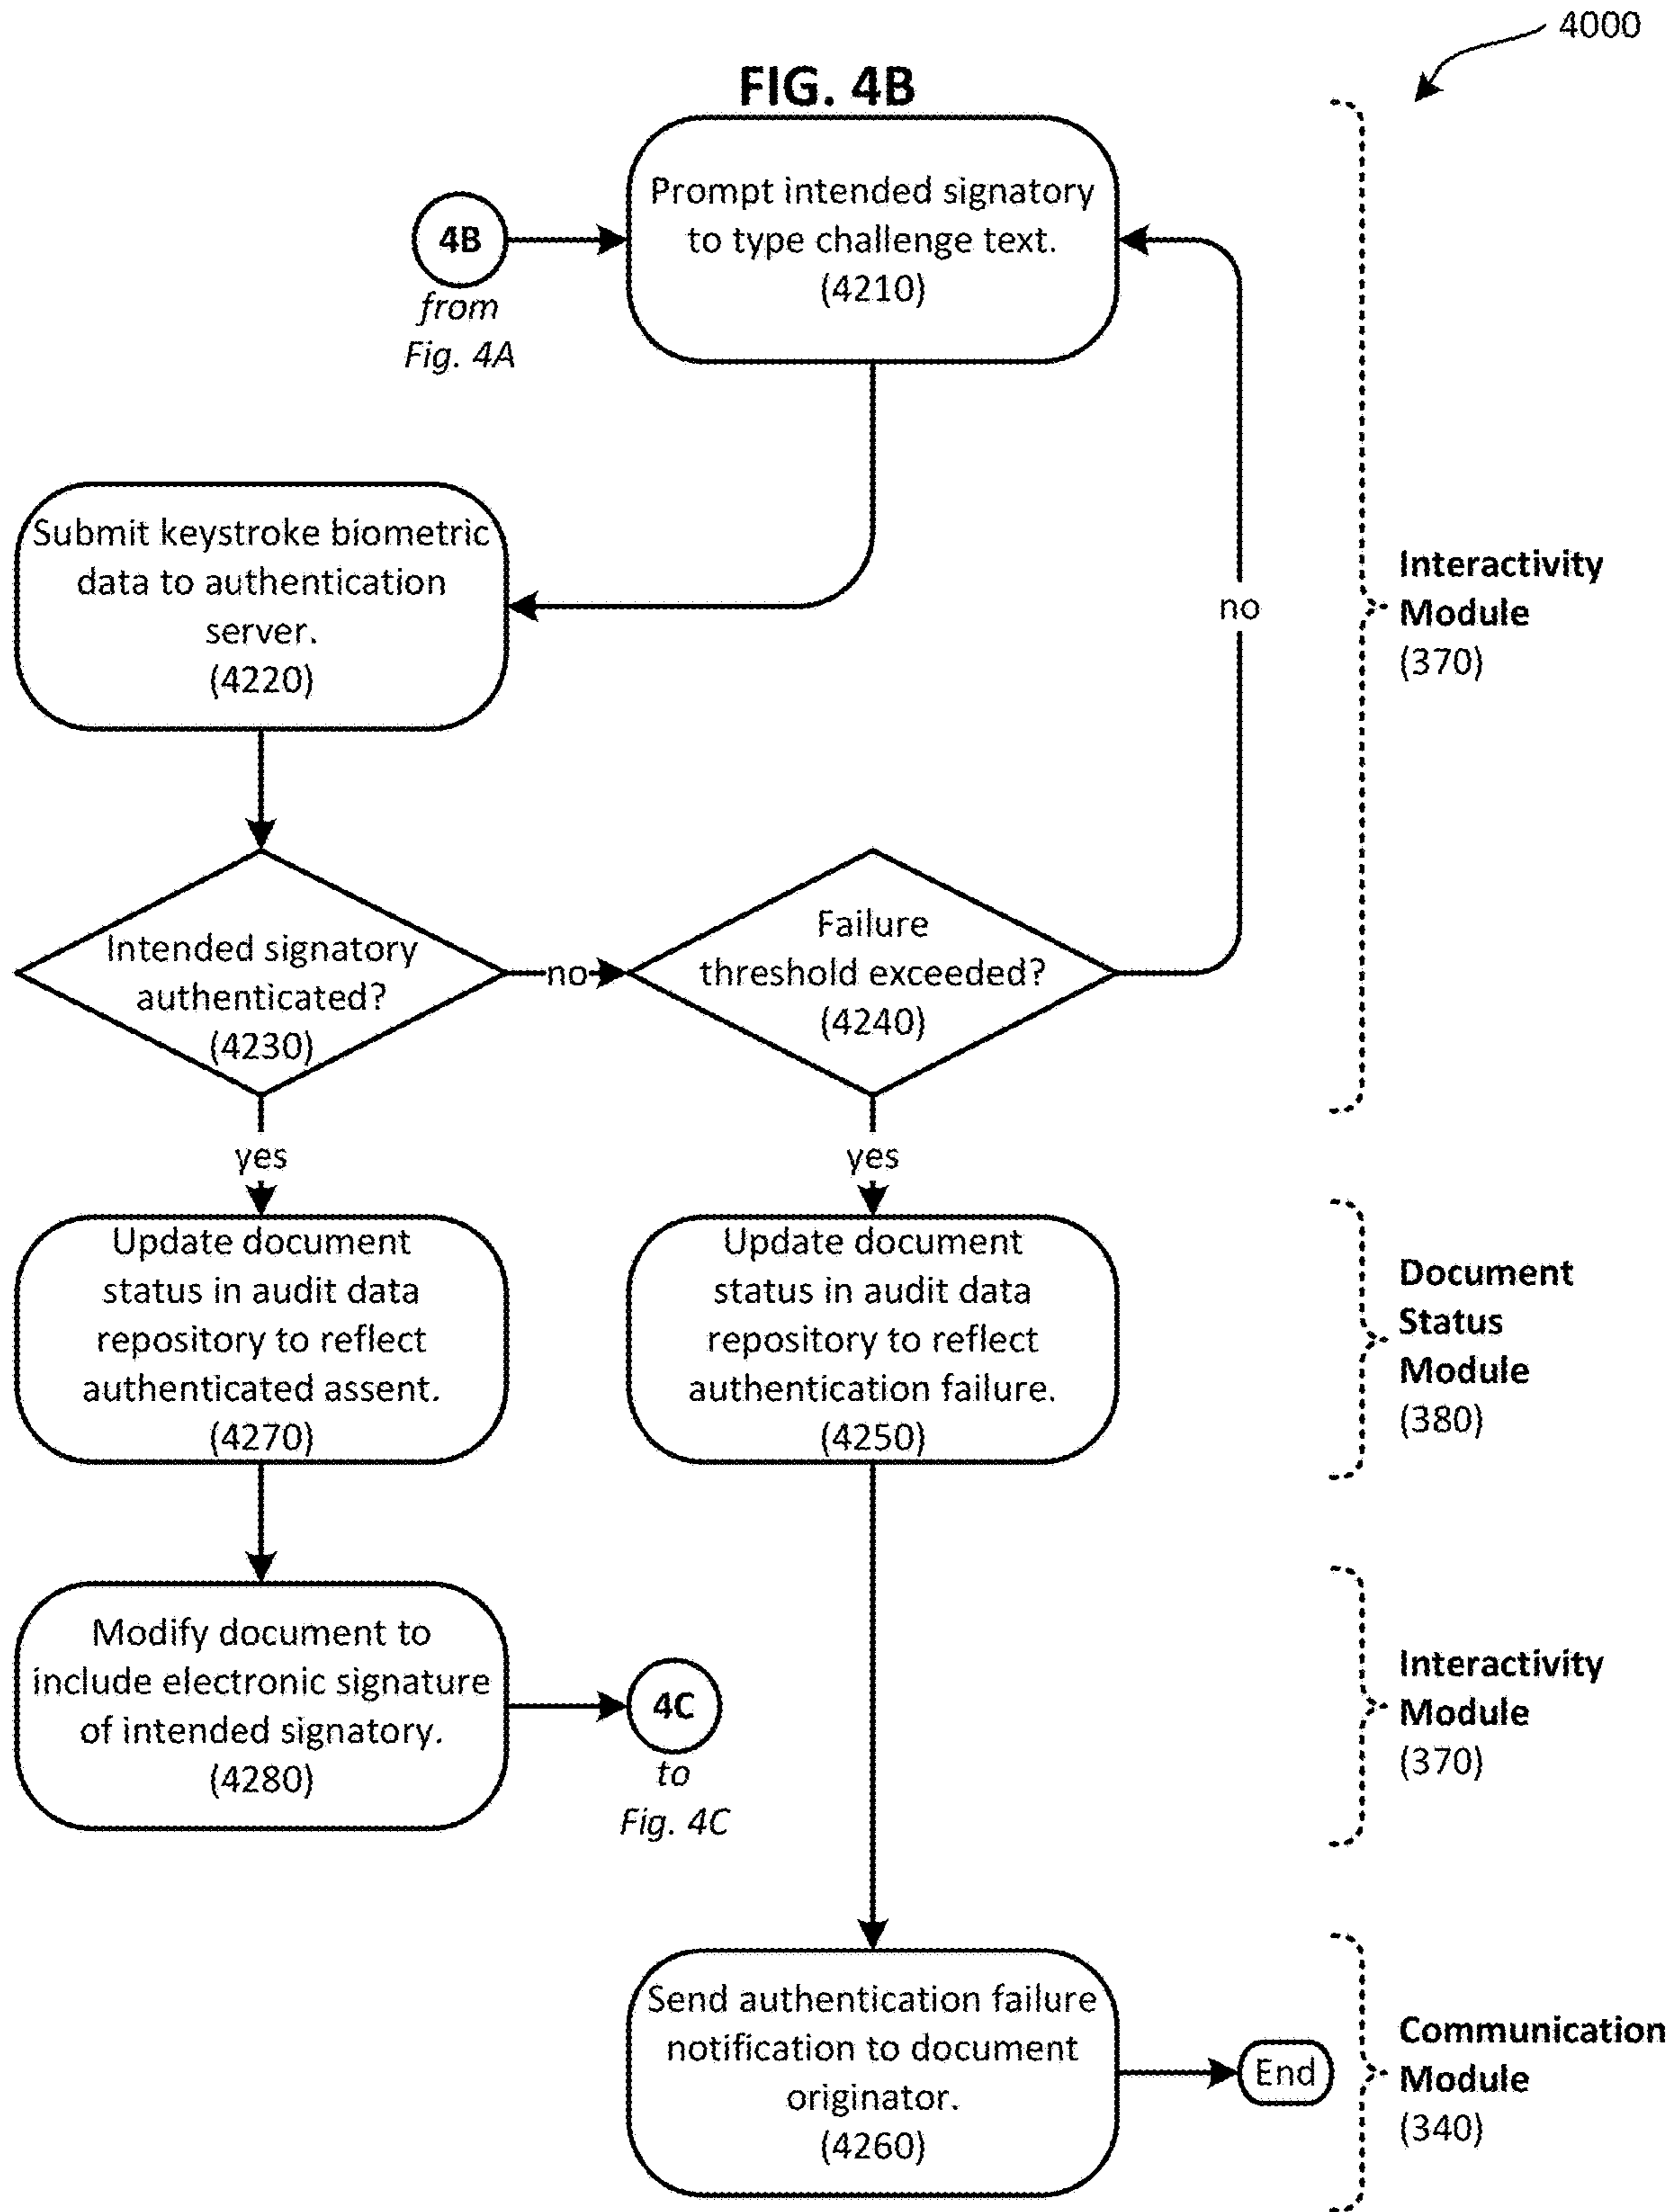 4000
FIG. 4B
Prompt intended signatory
to type challenge text.
(4210)
4B
from
Fig. 4A
Submit keystroke biometric
data to authentication
server.
(4220)
no
Interactivity
Module
(370)
Intended signatory
authenticated?
(4230)
no
Failure
threshold exceeded?
(4240)
yes
yes
Update document
status in audit data
repository to reflect
authenticated assent.
(4270)
Update document
status in audit data
repository to reflect
authentication failure.
(4250)
Document
Status
Module
(380)
Modify document to
include electronic signature
of intended signatory.
(4280)
4C
to
Fig. 4C
Interactivity
Module
(370)
Send authentication failure
notification to document
originator.
(4260)
End
Communication
Module
(340)